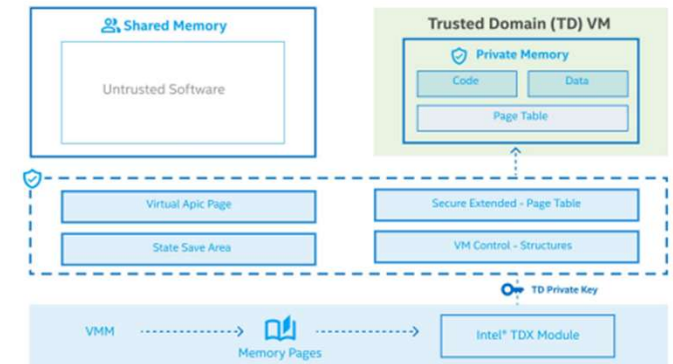 Shared Memory
Untrusted Software
Trusted Domain (TD) VM
Private Memory
Code
Data
Page Table
Virtual Apic Page
Secure Extended - Page Table
State Save Area
VM Control - Structures
TD Private Key
VMM
Memory Pages
Intel® TDX Module